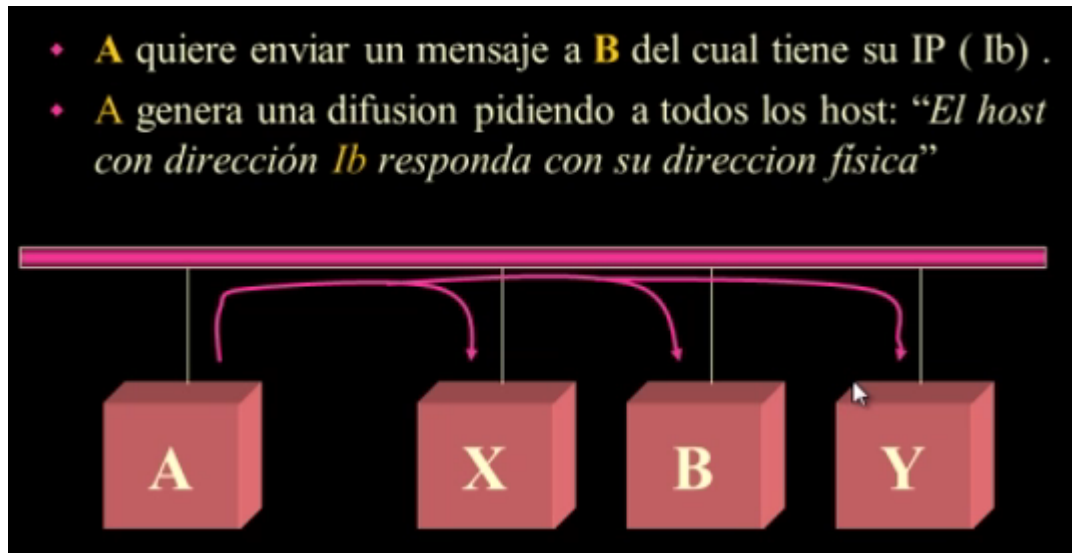 A quiere enviar un mensaje a B del cual tiene su IP ( Ib) .
A genera una difusion pidiendo a todos los host: “El host
con dirección Ib responda con su direccion física”
A X B Y